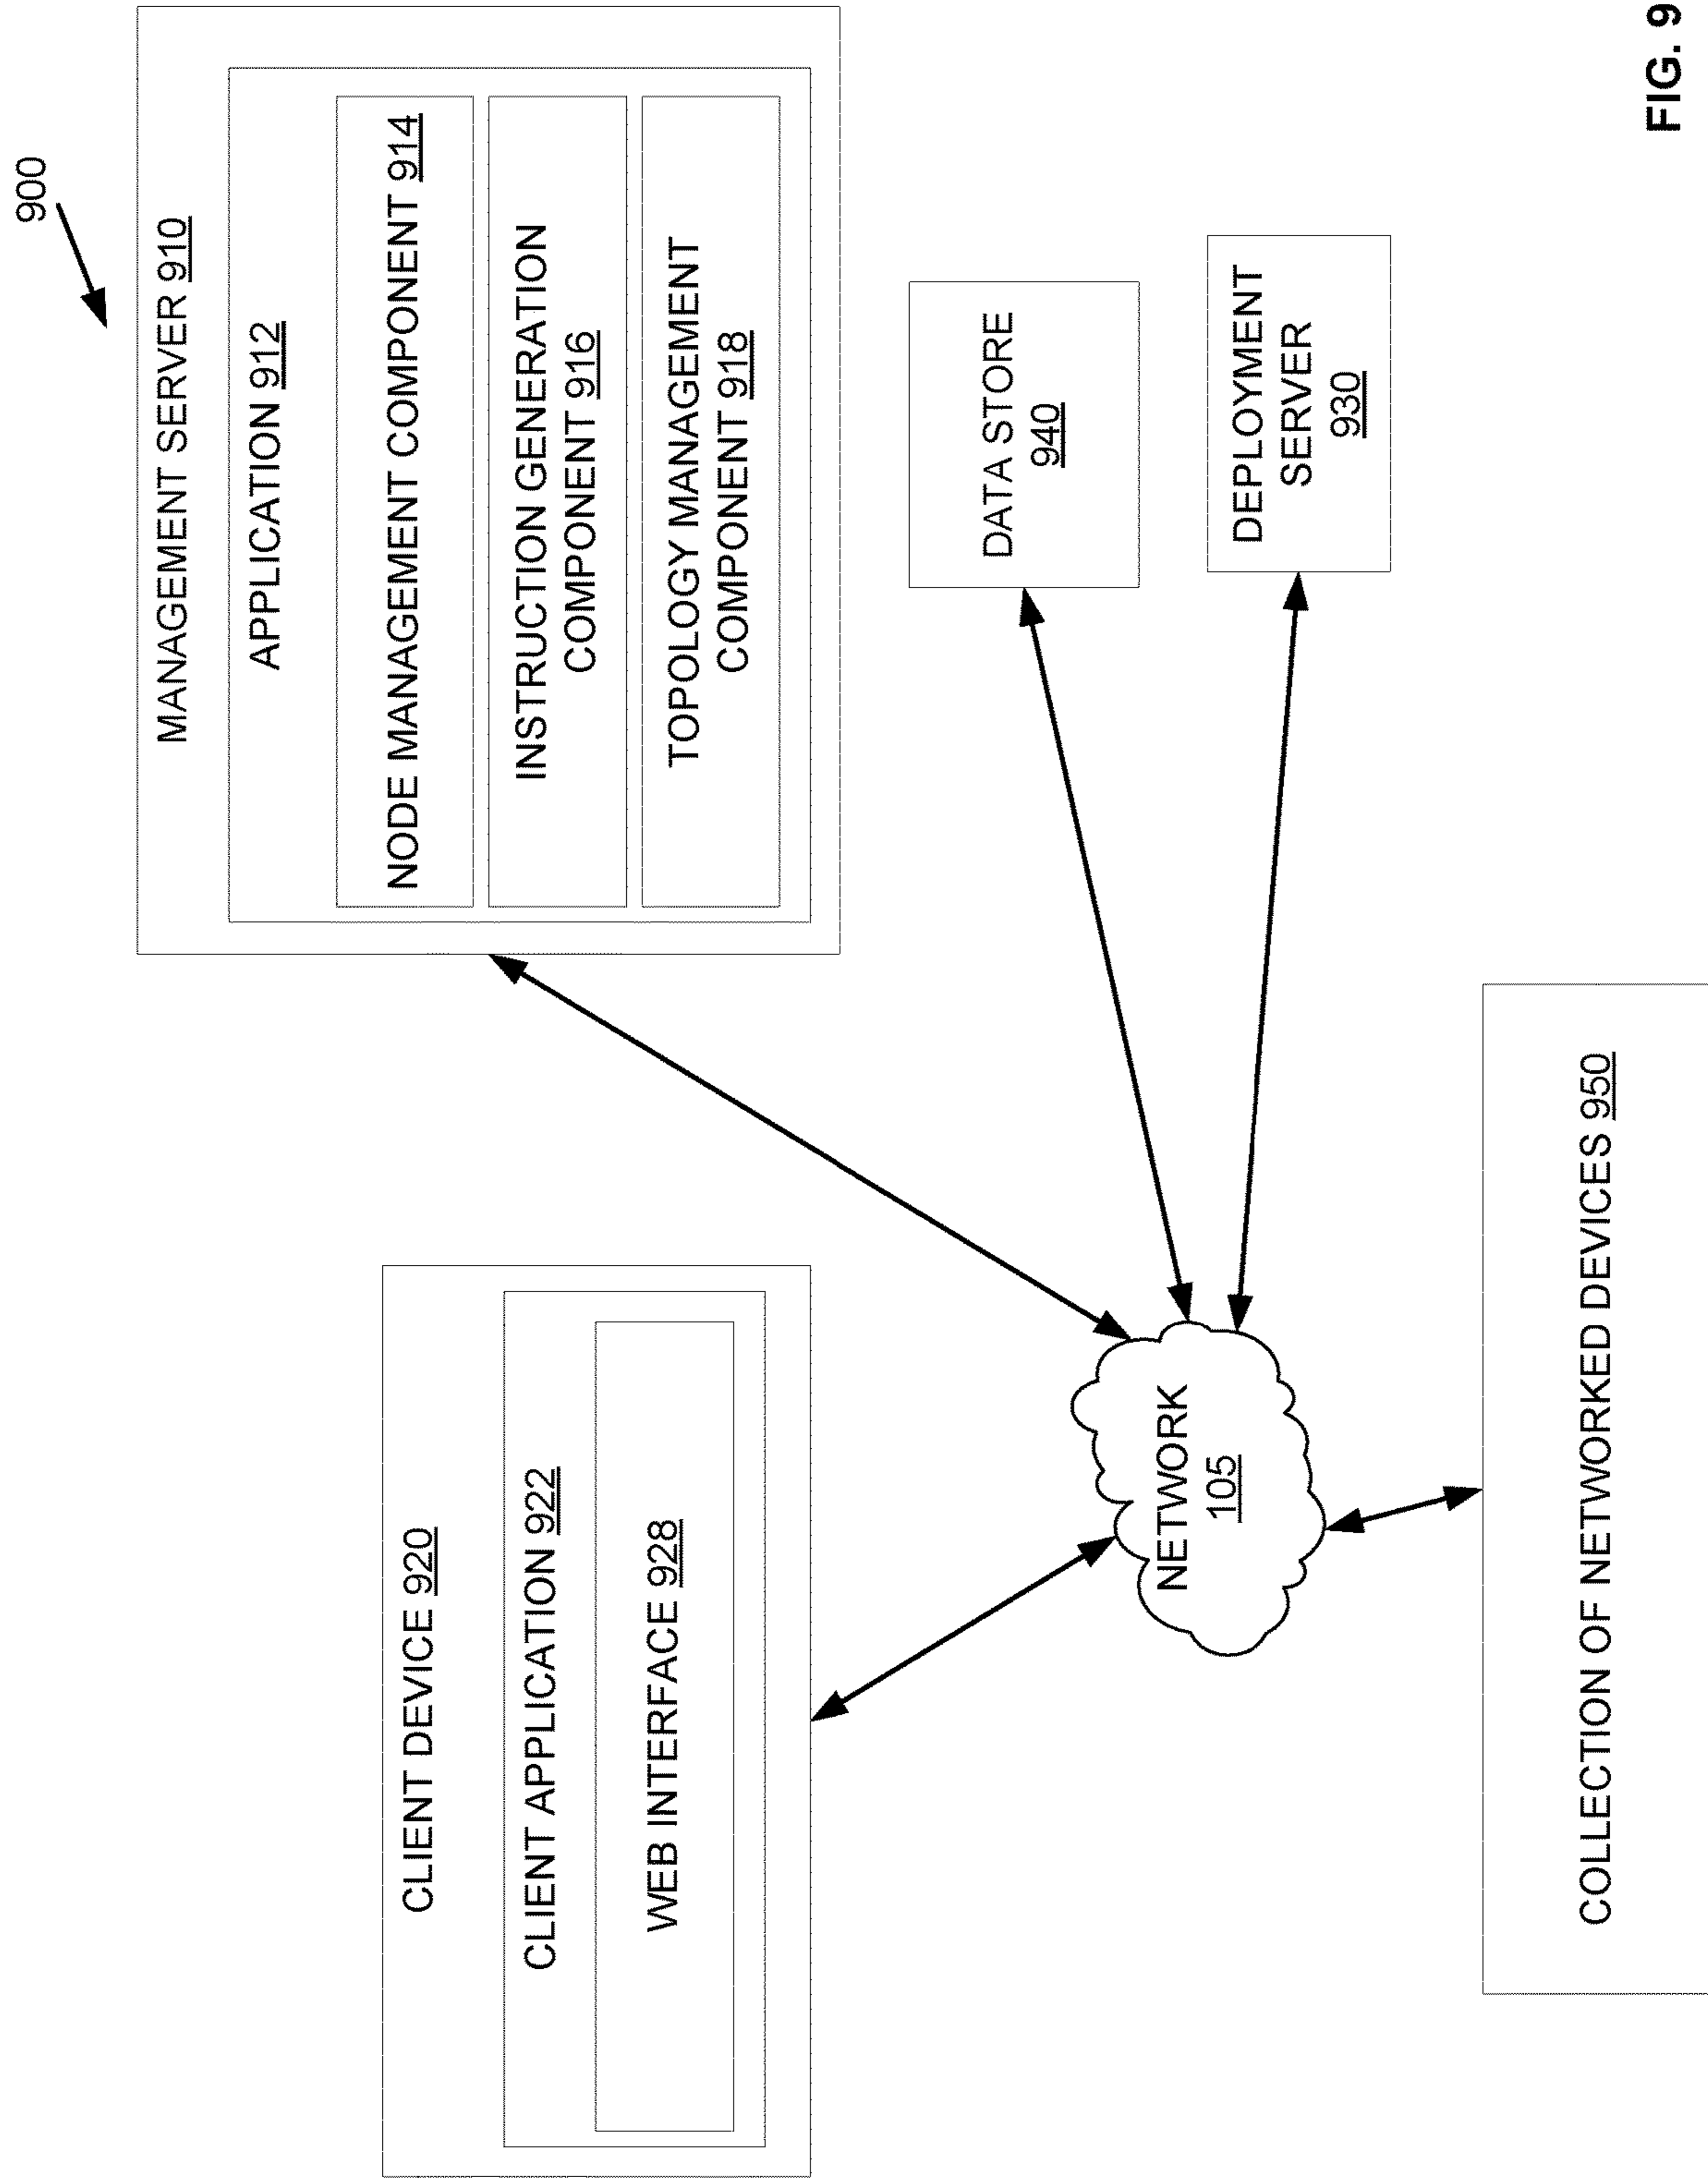 900
CLIENT DEVICE 920
CLIENT APPLICATION 922
WEB INTERFACE 928
MANAGEMENT SERVER 910
APPLICATION 912
NODE MANAGEMENT COMPONENT 914
INSTRUCTION GENERATION
COMPONENT 916
TOPOLOGY MANAGEMENT
COMPONENT 918
NETWORK
105
DATA STORE
940
DEPLOYMENT
SERVER
930
COLLECTION OF NETWORKED DEVICES 950
FIG. 9